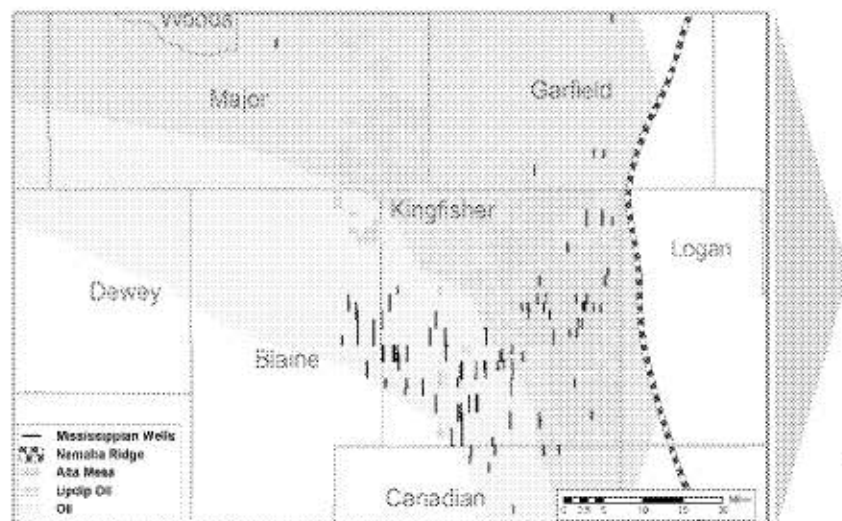 Woods
Major
Garfield
Kingfisher
Logan
Dewey
Blaine
Canadian
Mississippian Wells
Nemaha Ridge
Alta Mesa
Updip Oil
Oil
0 2.5 5 10 15 20
Miles